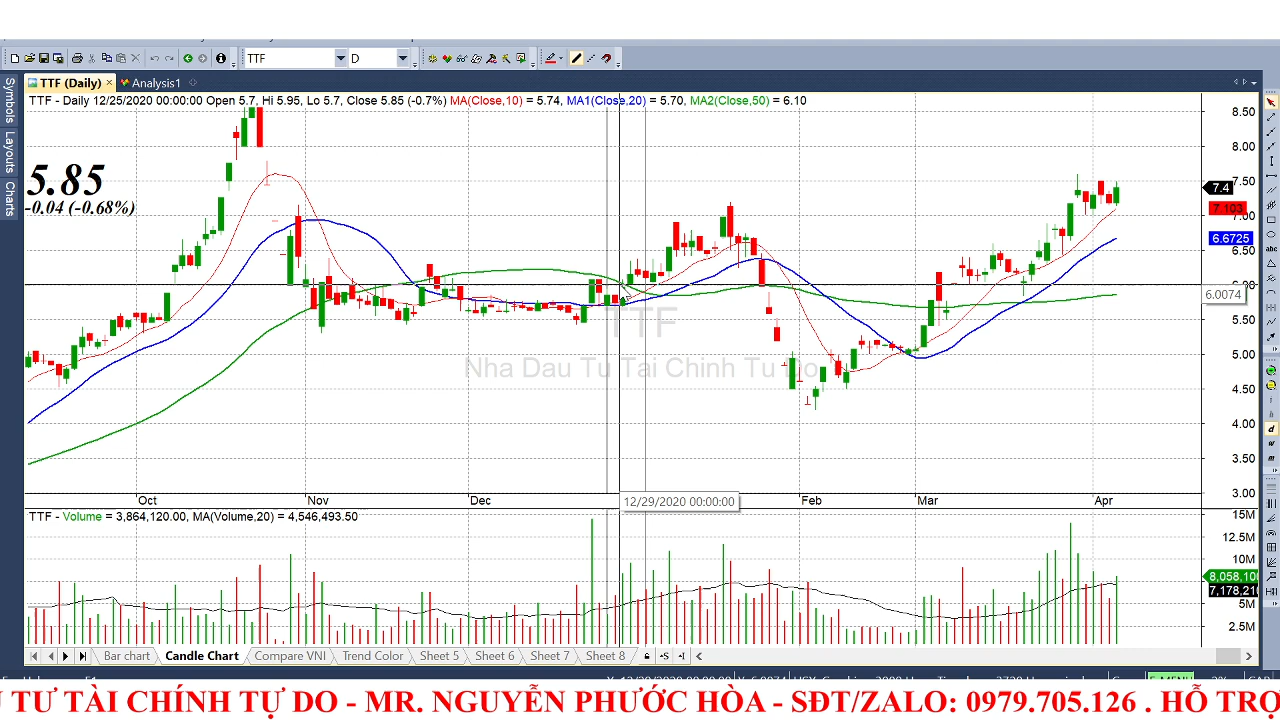 TTF D
TTF (Daily) Analysis1
Symbols
Layouts
Charts
TTF - Daily 12/25/2020 00:00:00 Open 5.7, Hi 5.95, Lo 5.7, Close 5.85 (-0.7%) MA(Close,10) = 5.74, MA1(Close,20) = 5.70, MA2(Close,50) = 6.10
5.85
-0.04 (-0.68%)
8.50
8.00
7.50
7.4
7.103
7.00
6.6725
6.50
6.00
6.0074
5.50
5.00
4.50
4.00
3.50
3.00
TTF
Nha Dau Tu Tai Chinh Tu Do
Oct Nov Dec 12/29/2020 00:00:00 Feb Mar Apr
TTF - Volume = 3,864,120.00, MA(Volume,20) = 4,546,493.50
15M
12.5M
10M
8,058,100
7,178,210
5M
2.5M
Bar chart Candle Chart Compare VNI Trend Color Sheet 5 Sheet 6 Sheet 7 Sheet 8
TƯ TÀI CHÍNH TỰ DO - MR. NGUYỄN PHƯỚC HÒA - SĐT/ZALO: 0979.705.126 . HỖ TRỢ